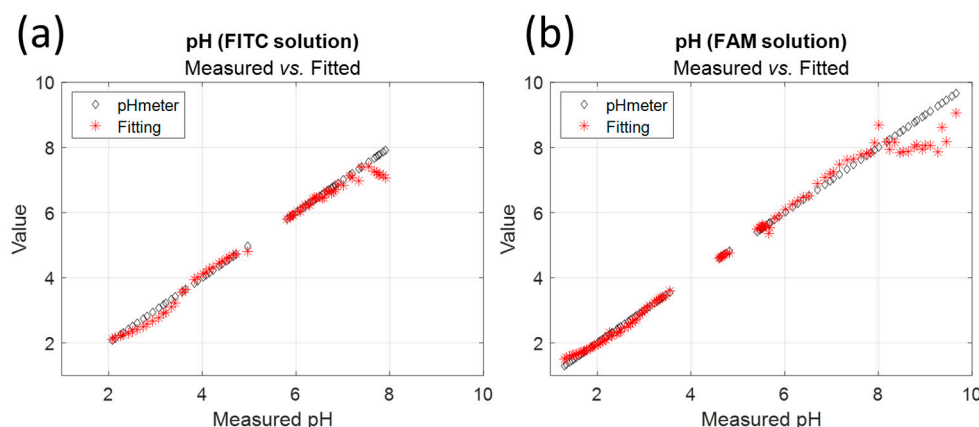 (a)
pH (FITC solution)
Measured vs. Fitted
10
8
6
4
2
Value
pHmeter
Fitting
2 4 6 8 10
Measured pH
(b)
pH (FAM solution)
Measured vs. Fitted
10
8
6
4
2
Value
pHmeter
Fitting
2 4 6 8 10
Measured pH